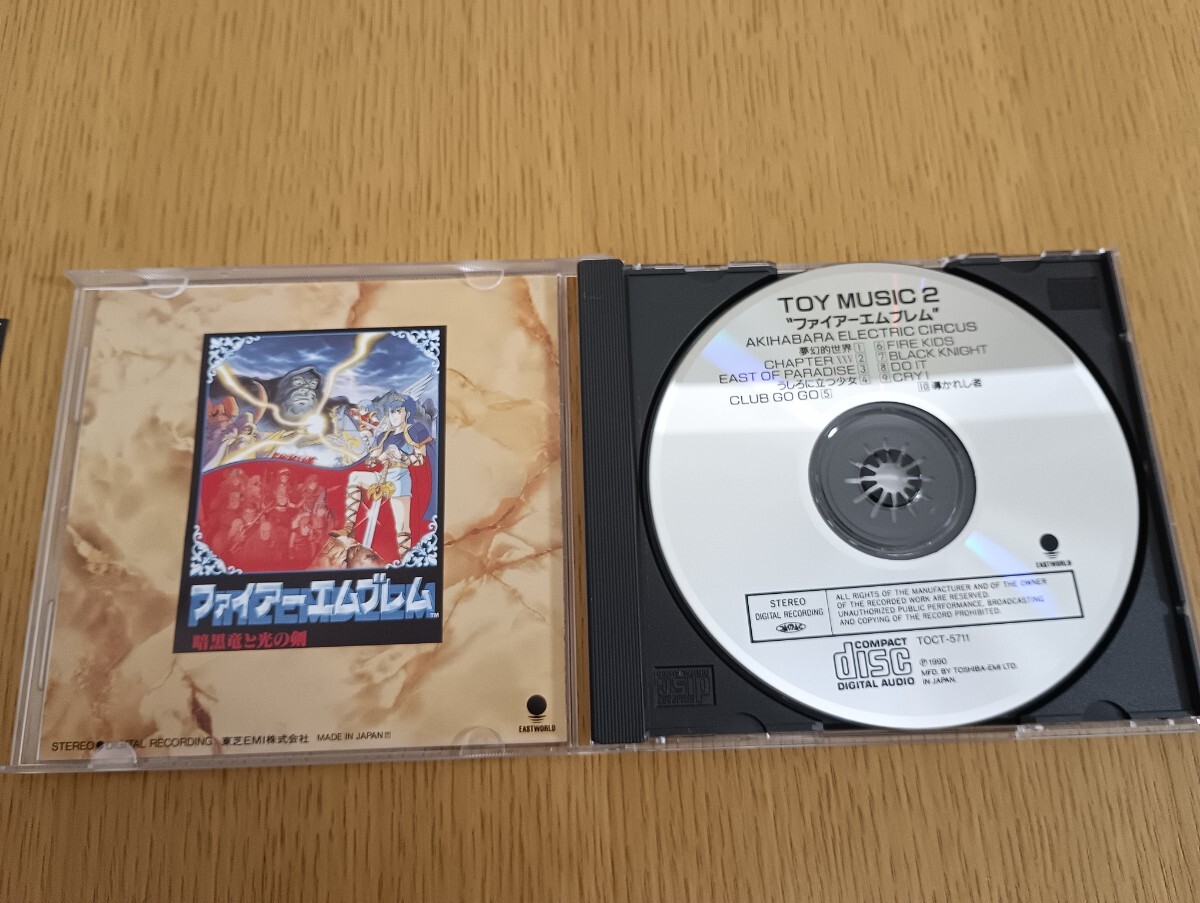 ファイアーエムブレム™
暗黒竜と光の剣
EASTWORLD
STEREO DIGITAL RECORDING 東芝EMI株式会社 MADE IN JAPAN
TOY MUSIC 2
"ファイアーエムブレム"
AKIHABARA ELECTRIC CIRCUS
夢幻的世界 1
CHAPTER 2
EAST OF PARADISE 3
うしろに立つ少女 4
CLUB GO GO 5
6 FIRE KIDS
7 BLACK KNIGHT
8 DO IT
9 CRY!
10 導かれし者
EASTWORLD
STEREO
DIGITAL RECORDING
ALL RIGHTS OF THE MANUFACTURER AND OF THE OWNER
OF THE RECORDED WORK ARE RESERVED.
UNAUTHORIZED PUBLIC PERFORMANCE, BROADCASTING
AND COPYING OF THE RECORD PROHIBITED.
COMPACT
disc
DIGITAL AUDIO
TOCT-5711
℗1990
MFD. BY TOSHIBA-EMI LTD.
IN JAPAN.